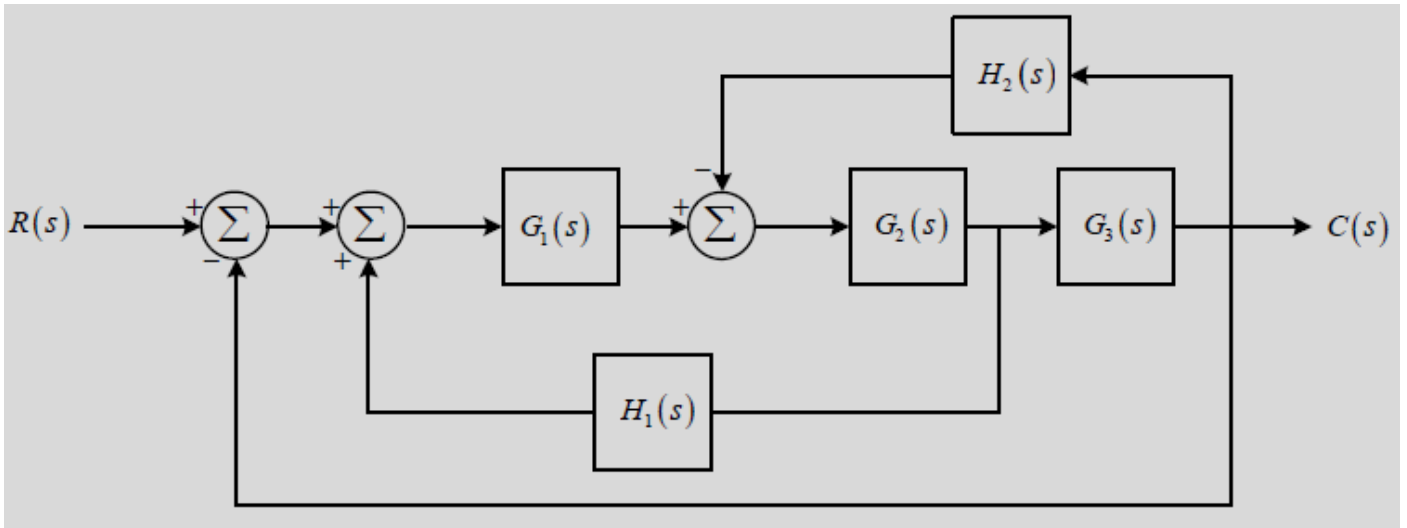 H₂(s)
R(s) + − Σ + + Σ G₁(s) + − Σ G₂(s) G₃(s) C(s)
H₁(s)